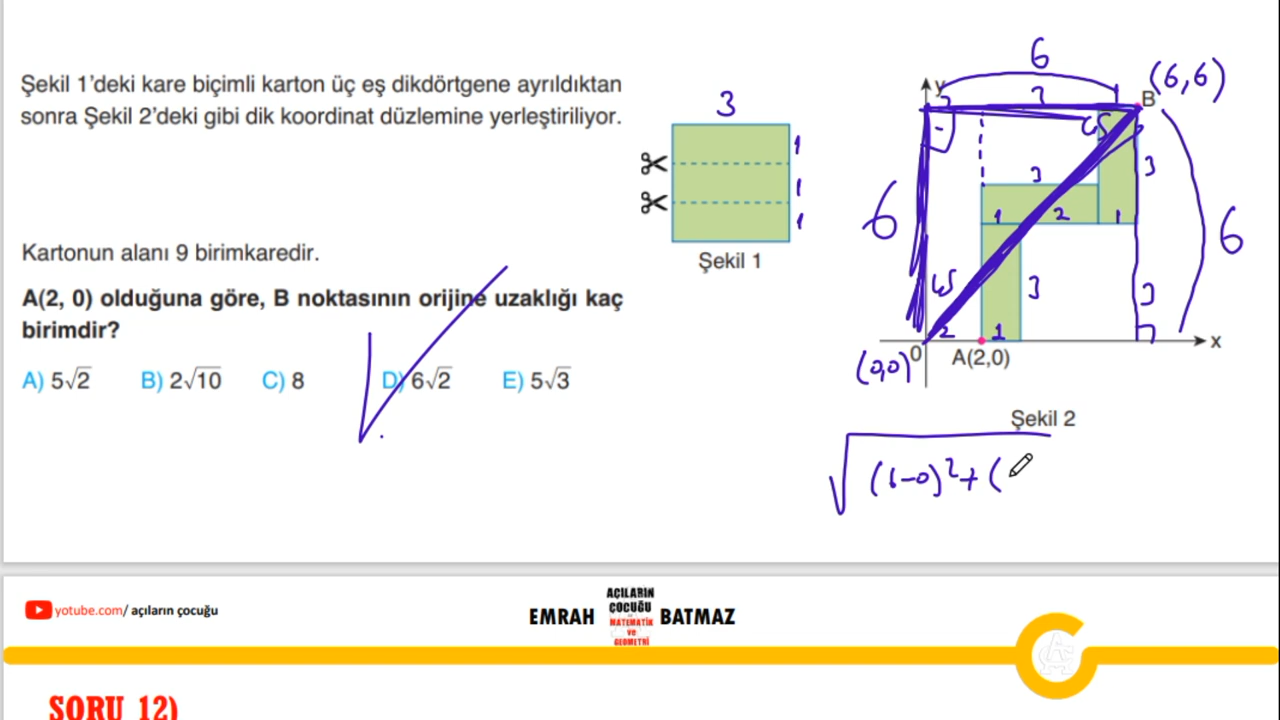 Şekil 1'deki kare biçimli karton üç eş dikdörtgene ayrıldıktan
sonra Şekil 2'deki gibi dik koordinat düzlemine yerleştiriliyor.
Kartonun alanı 9 birimkaredir.
A(2, 0) olduğuna göre, B noktasının orijine uzaklığı kaç
birimdir?
A) 5√2 B) 2√10 C) 8 D) 6√2 E) 5√3
3
1
1
1
Şekil 1
6
y
B (6,6)
2 3 1
45
3
3
6
1 2 1
6
45
3
3
2 1
x
0 A(2,0)
(0,0)
Şekil 2
√(6-0)²+(
yotube.com/ açıların çocuğu
EMRAH
AÇILARIN
ÇOCUĞU
MATEMATİK
ve
GEOMETRİ
BATMAZ
SORU 12)